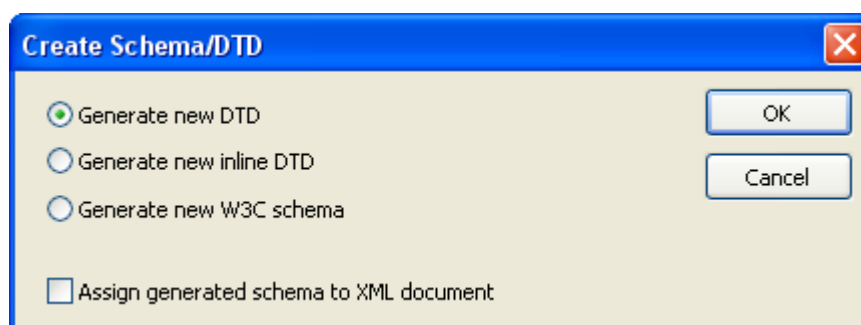 Create Schema/DTD
Generate new DTD
OK
Generate new inline DTD
Cancel
Generate new W3C schema
Assign generated schema to XML document